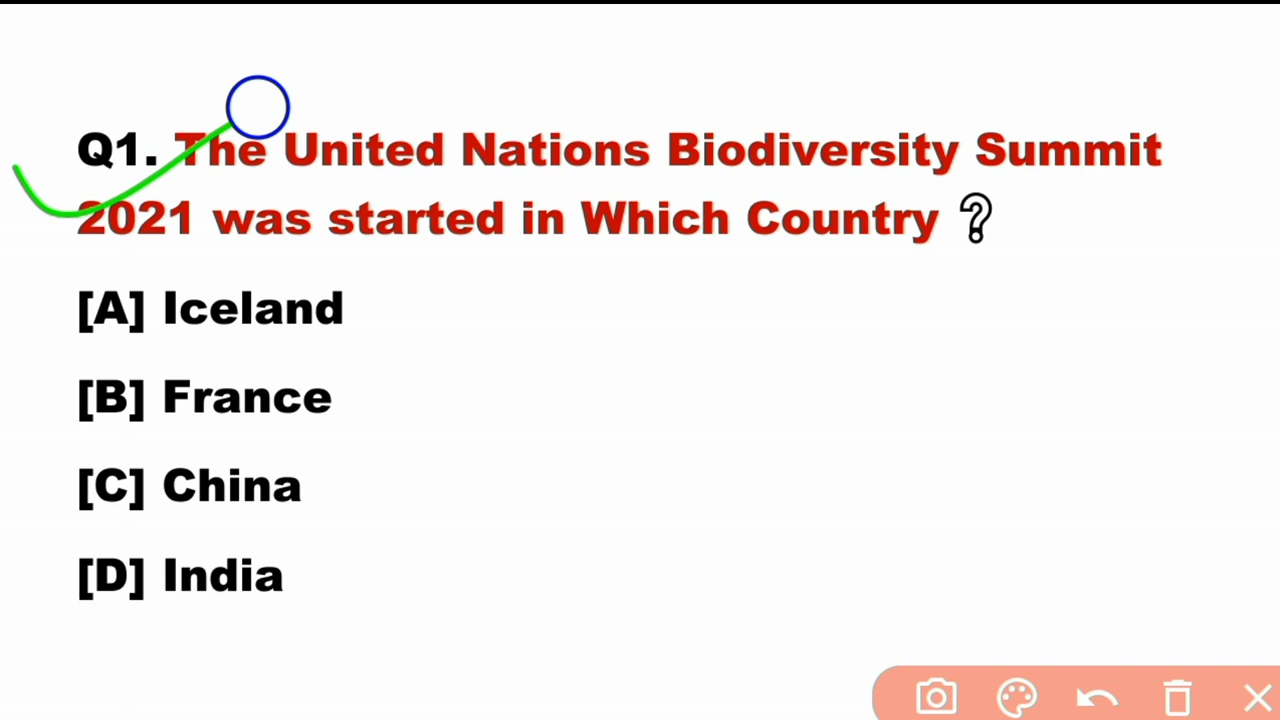 Q1. The United Nations Biodiversity Summit
2021 was started in Which Country ?
[A] Iceland
[B] France
[C] China
[D] India